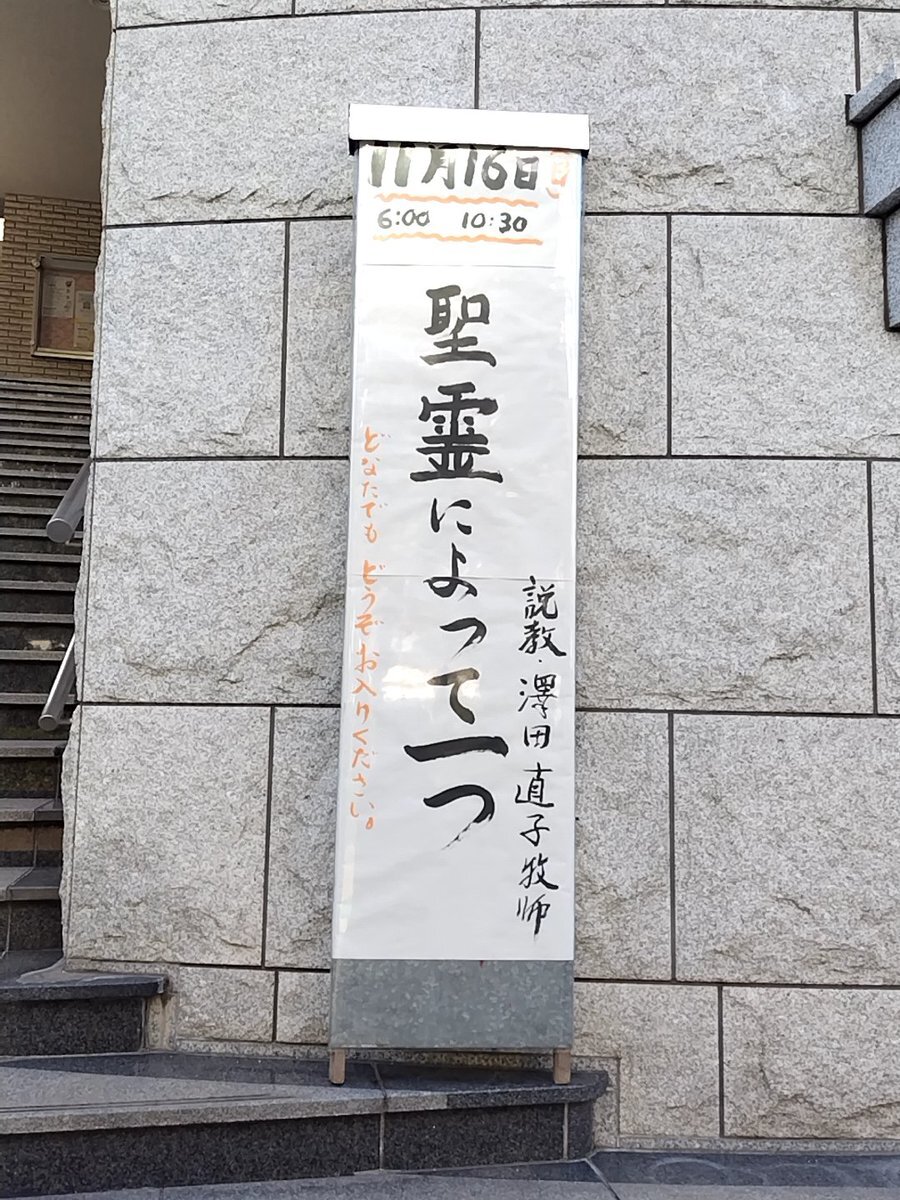 11月16日(日)
6:00 10:30
聖霊によって一つ
説教・澤田直子牧師
どなたでも どうぞお入りください。